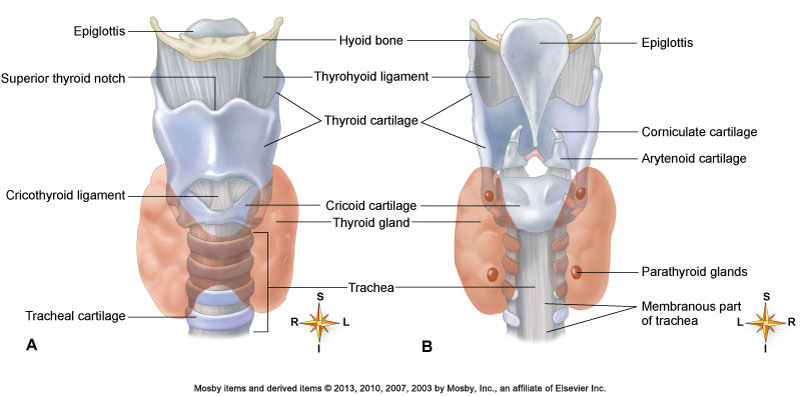 Epiglottis
Hyoid bone
Epiglottis
Superior thyroid notch
Thyrohyoid ligament
Thyroid cartilage
Corniculate cartilage
Arytenoid cartilage
Cricothyroid ligament
Cricoid cartilage
Thyroid gland
Parathyroid glands
Trachea
Membranous part
of trachea
Tracheal cartilage
S
R L
I
S
L R
I
A
B
Mosby items and derived items © 2013, 2010, 2007, 2003 by Mosby, Inc., an affiliate of Elsevier Inc.